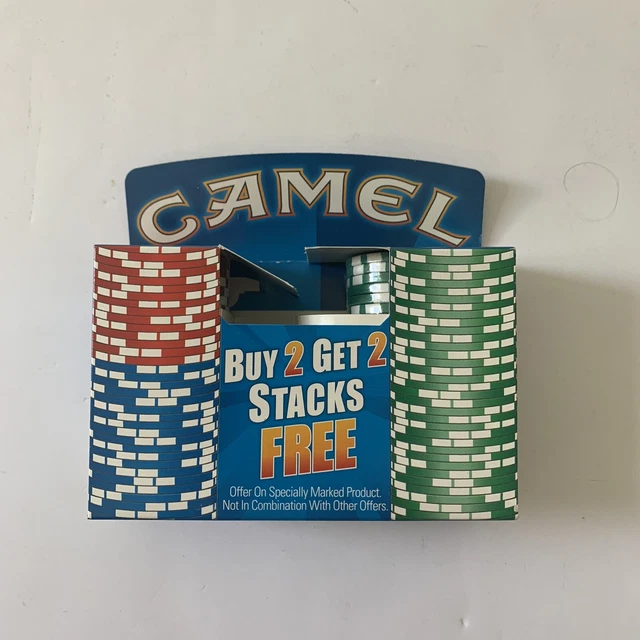 CAMEL
BUY 2 GET 2
STACKS
FREE
Offer On Specially Marked Product.
Not In Combination With Other Offers.